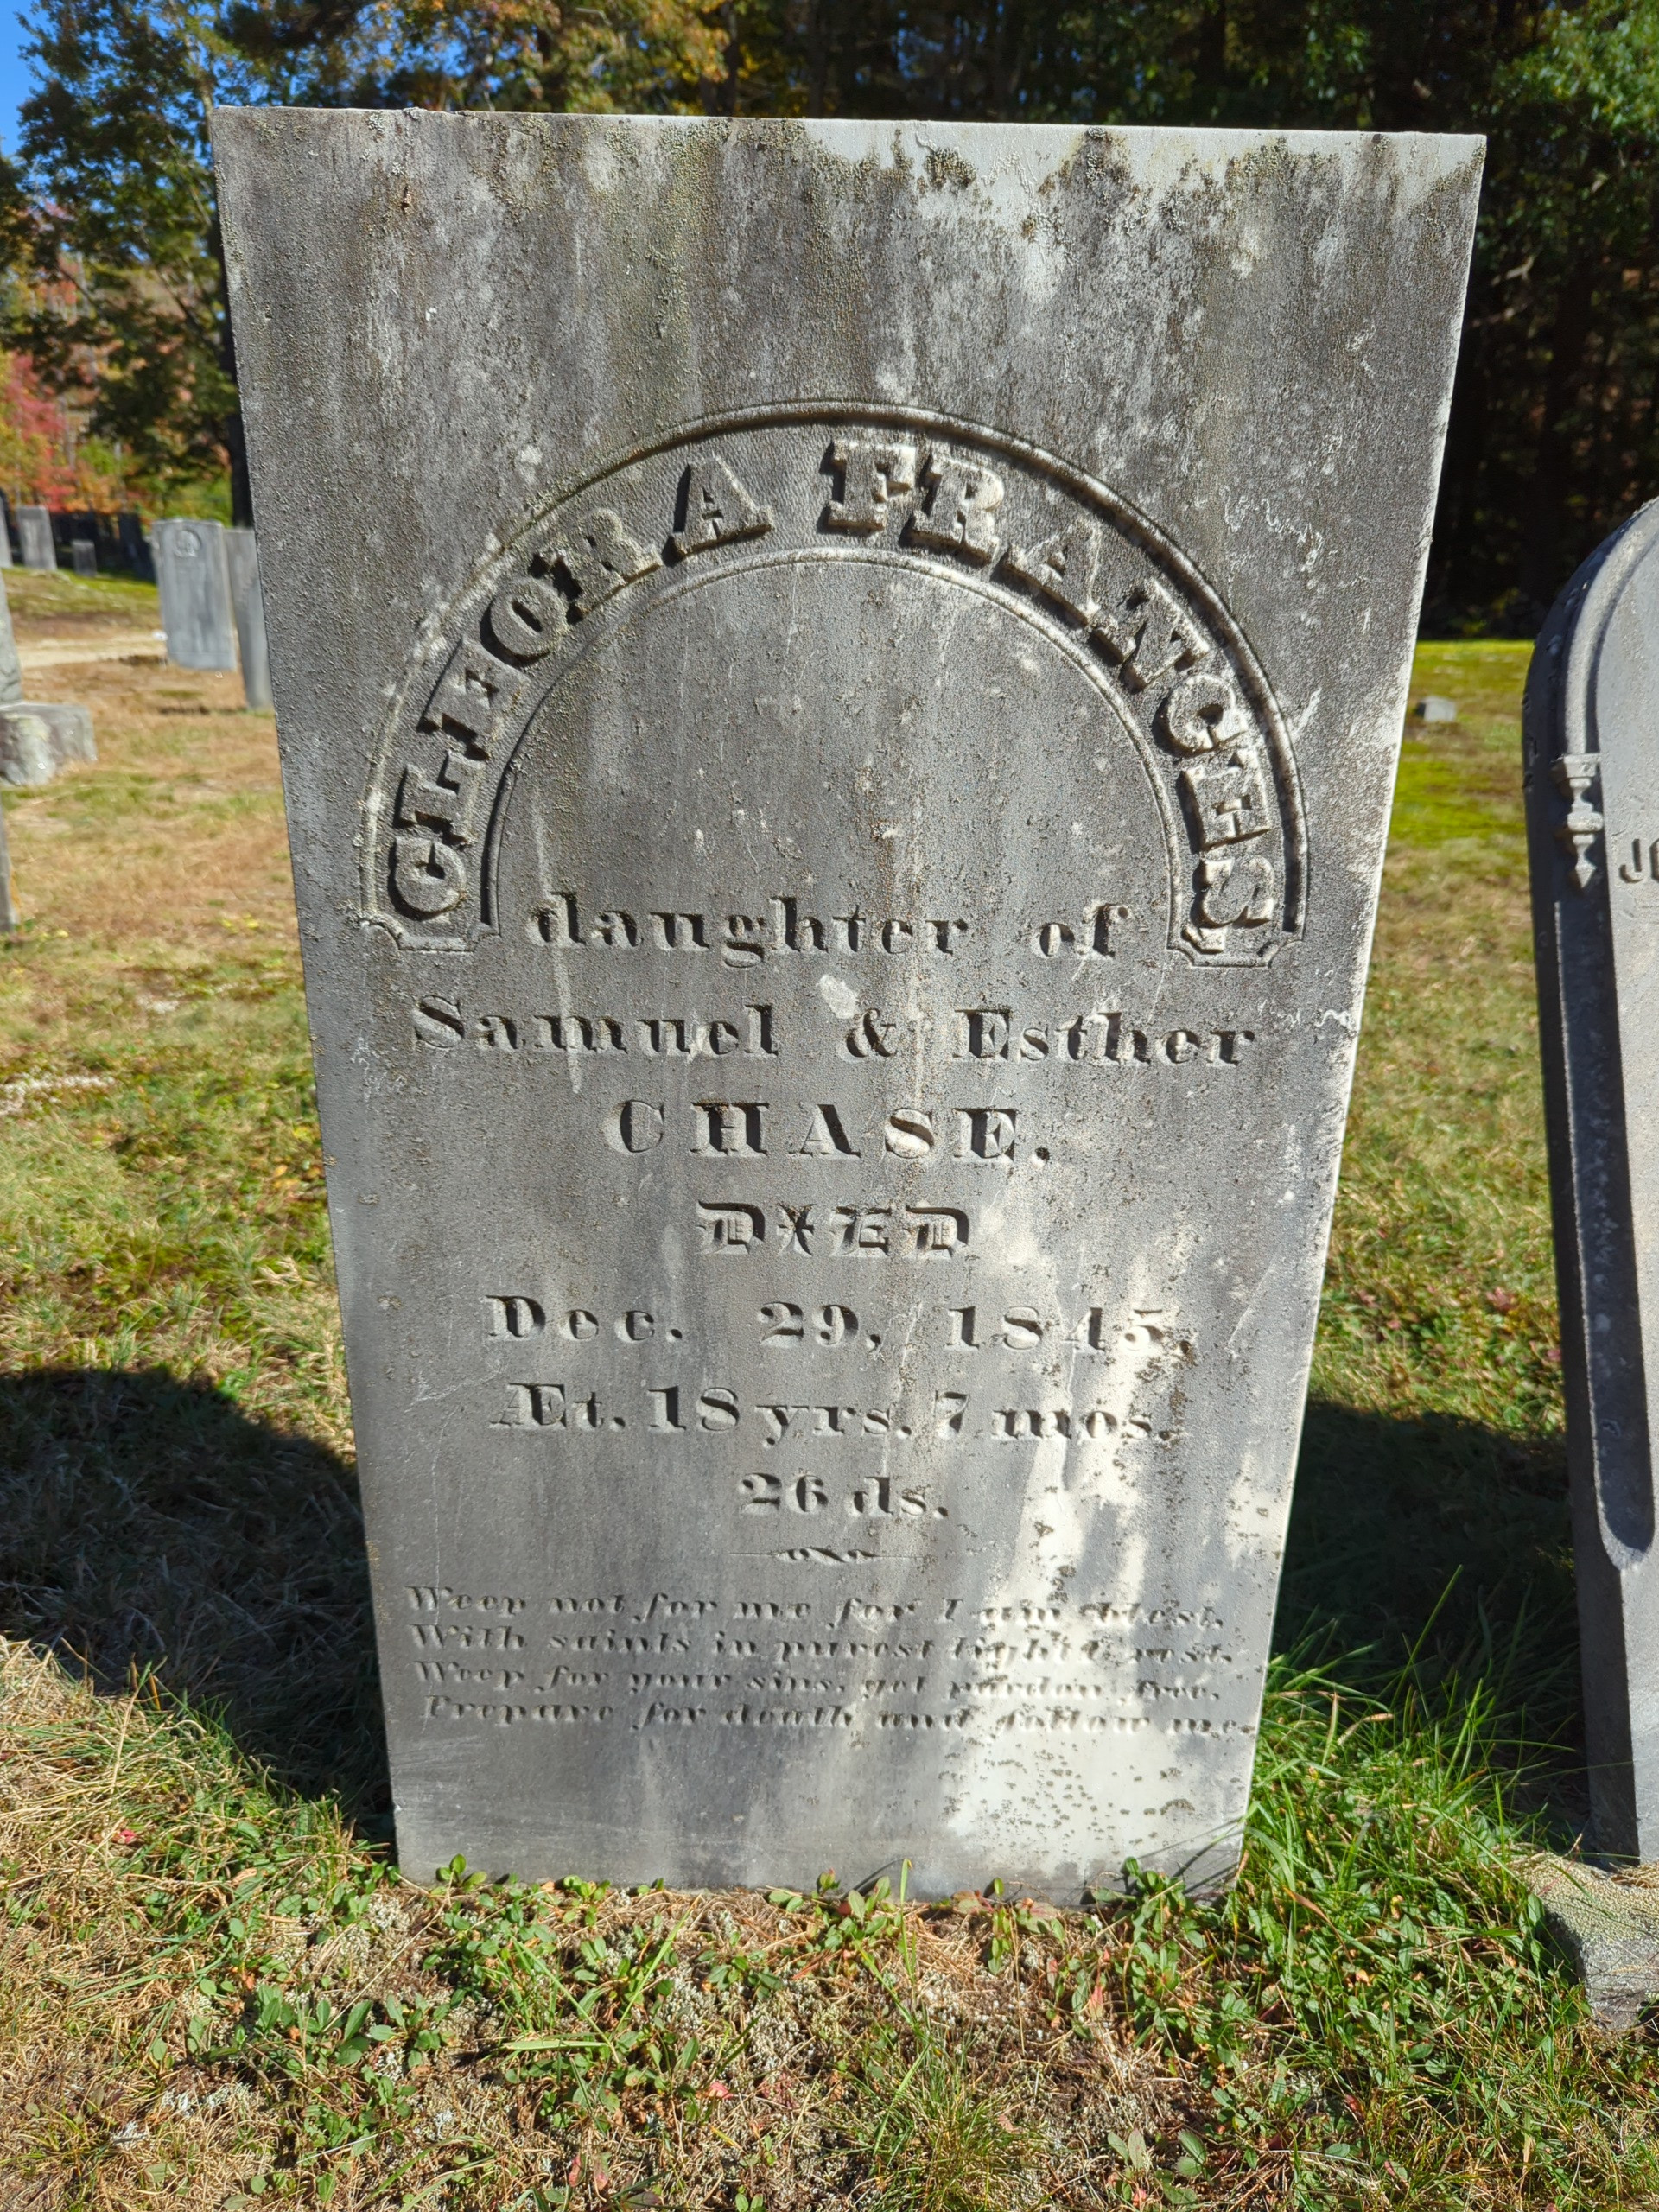 CLIFORA FRANCES
daughter of
Samuel & Esther
CHASE.
DIED
Dec. 29, 1845,
Æt. 18 yrs. 7 mos.
26 ds.
Weep not for me for I am blest,
With saints in purest light I rest.
Weep for your sins, get pardon free,
Prepare for death and follow me.
JO